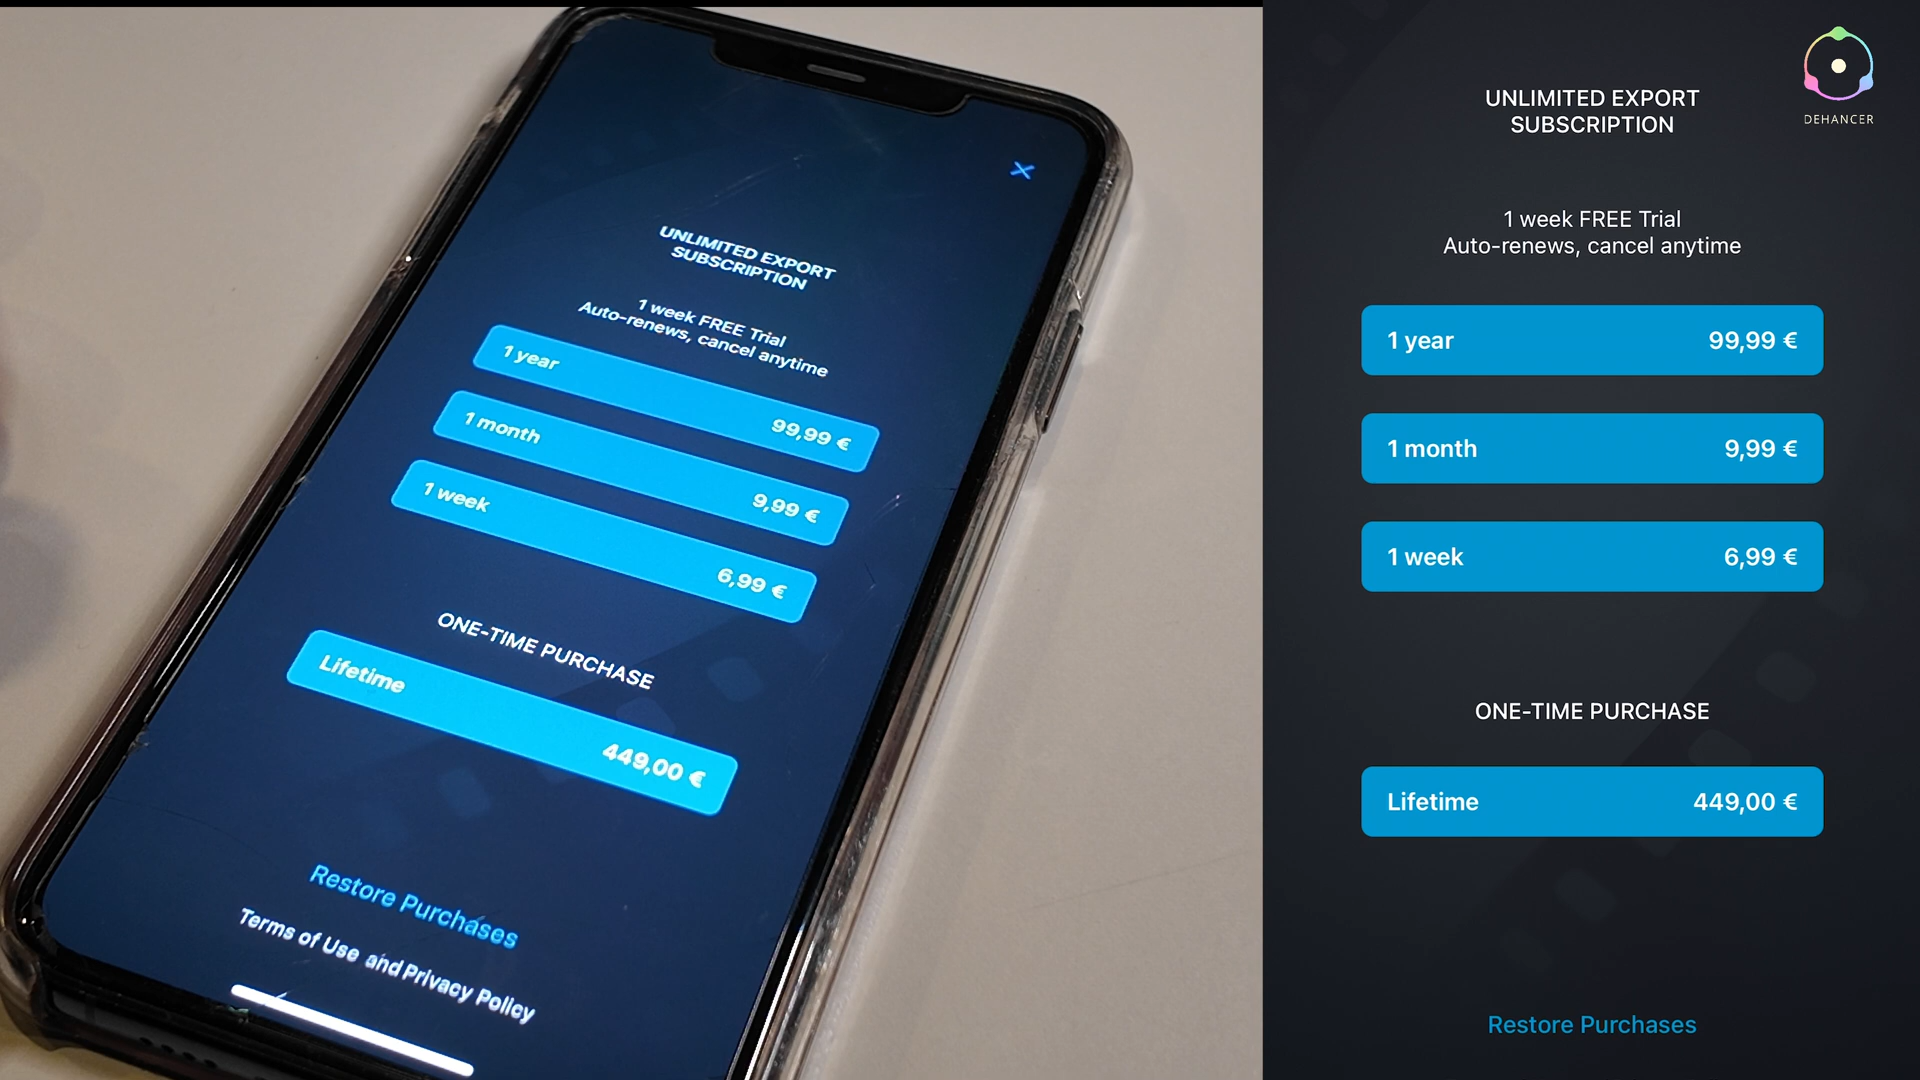 UNLIMITED EXPORT
SUBSCRIPTION
1 week FREE Trial
Auto-renews, cancel anytime
1 year
99,99 €
1 month
9,99 €
1 week
6,99 €
ONE-TIME PURCHASE
Lifetime
449,00 €
Restore Purchases
Terms of Use and Privacy Policy
DEHANCER
UNLIMITED EXPORT
SUBSCRIPTION
1 week FREE Trial
Auto-renews, cancel anytime
1 year 99,99 €
1 month 9,99 €
1 week 6,99 €
ONE-TIME PURCHASE
Lifetime 449,00 €
Restore Purchases